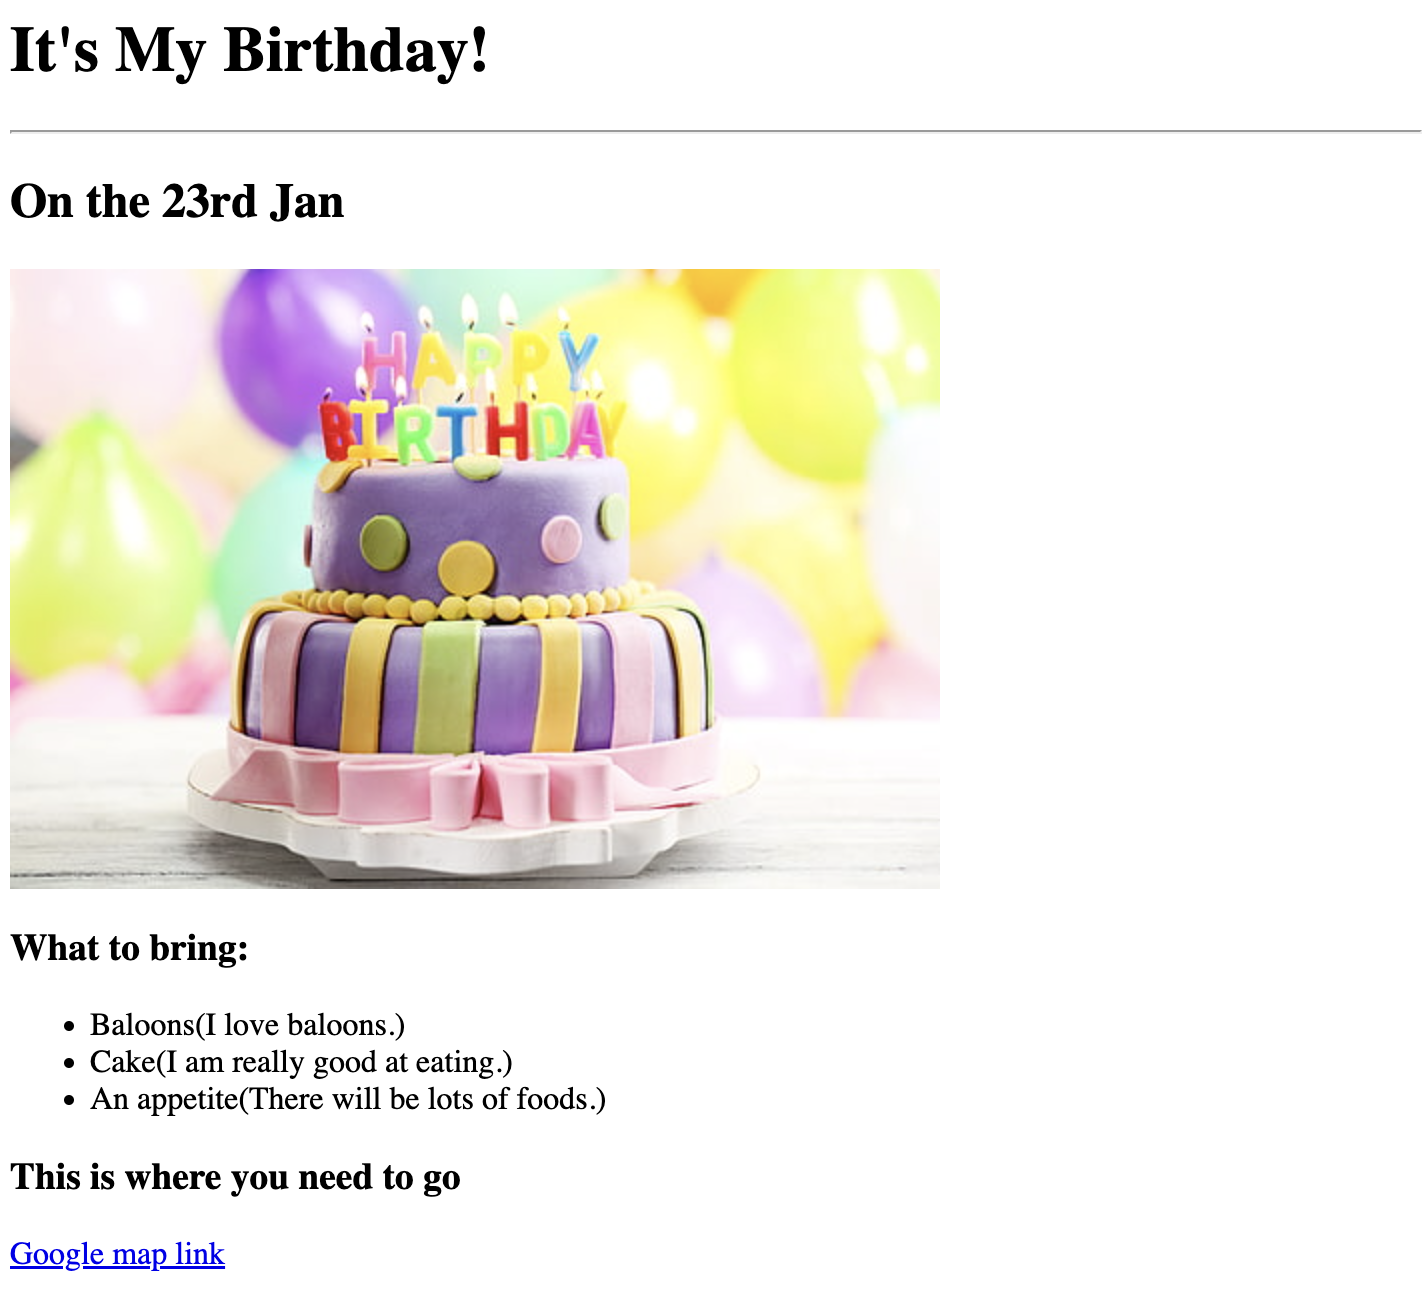 It's My Birthday!
On the 23rd Jan
HAPPY
BIRTHDAY
What to bring:
Baloons(I love baloons.)
Cake(I am really good at eating.)
An appetite(There will be lots of foods.)
This is where you need to go
Google map link